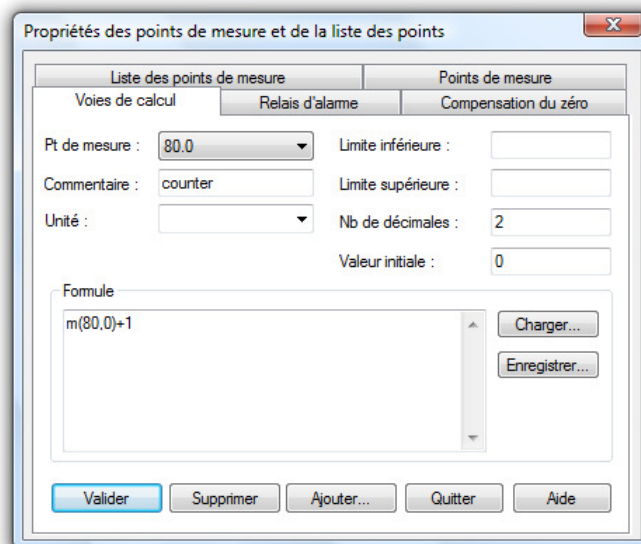 Propriétés des points de mesure et de la liste des points
Liste des points de mesure
Points de mesure
Voies de calcul
Relais d'alarme
Compensation du zéro
Pt de mesure :
80.0
Limite inférieure :
Commentaire :
counter
Limite supérieure :
Unité :
Nb de décimales :
2
Valeur initiale :
0
Formule
m(80,0)+1
Charger...
Enregistrer...
Valider
Supprimer
Ajouter...
Quitter
Aide